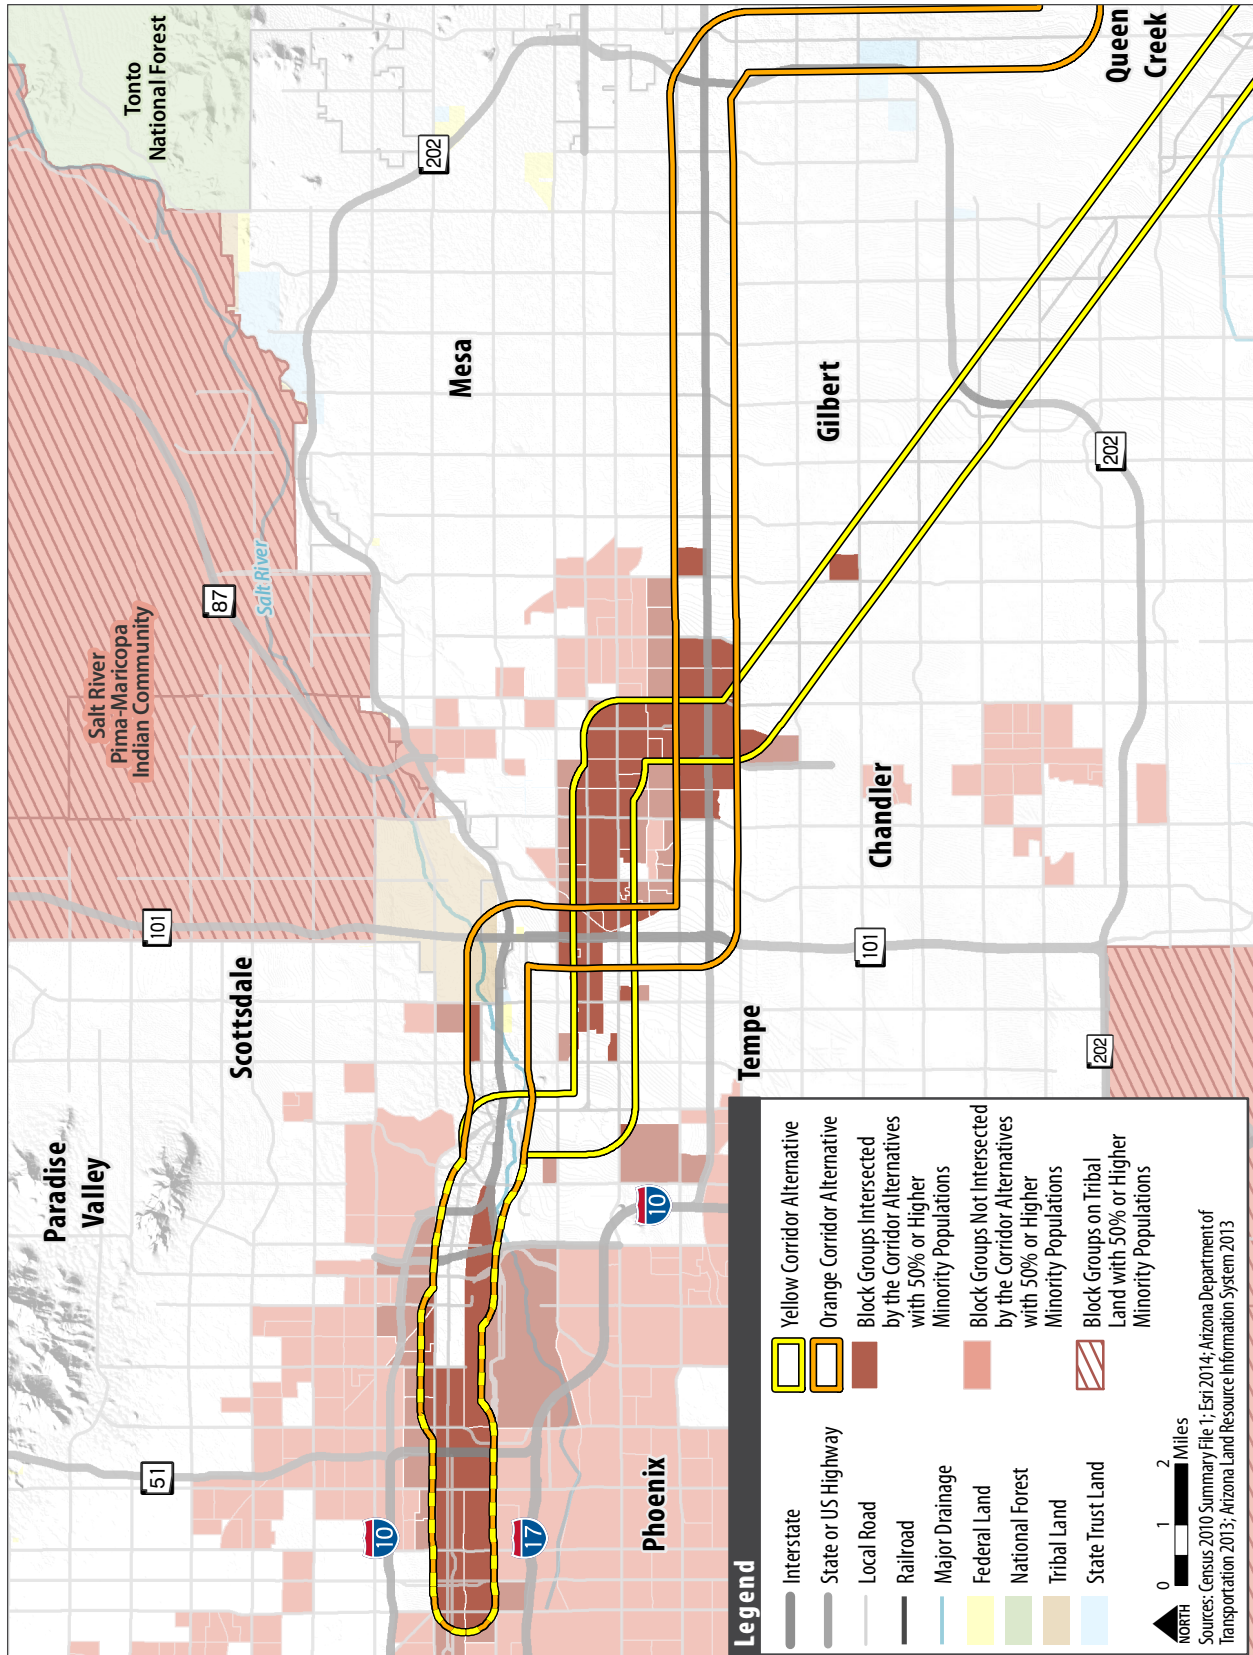 Tonto
National Forest
Queen
Creek
202
Salt River
Pima-Maricopa
Indian Community
87
Salt River
Mesa
Gilbert
202
101
Scottsdale
Chandler
101
Tempe
202
Paradise
Valley
10
51
10
17
Phoenix
Legend
Interstate
State or US Highway
Local Road
Railroad
Major Drainage
Federal Land
National Forest
Tribal Land
State Trust Land
Yellow Corridor Alternative
Orange Corridor Alternative
Block Groups Intersected
by the Corridor Alternatives
with 50% or Higher
Minority Populations
Block Groups Not Intersected
by the Corridor Alternatives
with 50% or Higher
Minority Populations
Block Groups on Tribal
Land with 50% or Higher
Minority Populations
NORTH
0 1 2
Miles
Sources: Census 2010 Summary File 1; Esri 2014; Arizona Department of
Transportation 2013; Arizona Land Resource Information System 2013